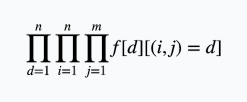 ∏_{d=1}^{n} ∏_{i=1}^{n} ∏_{j=1}^{m} f[d][(i,j) = d]